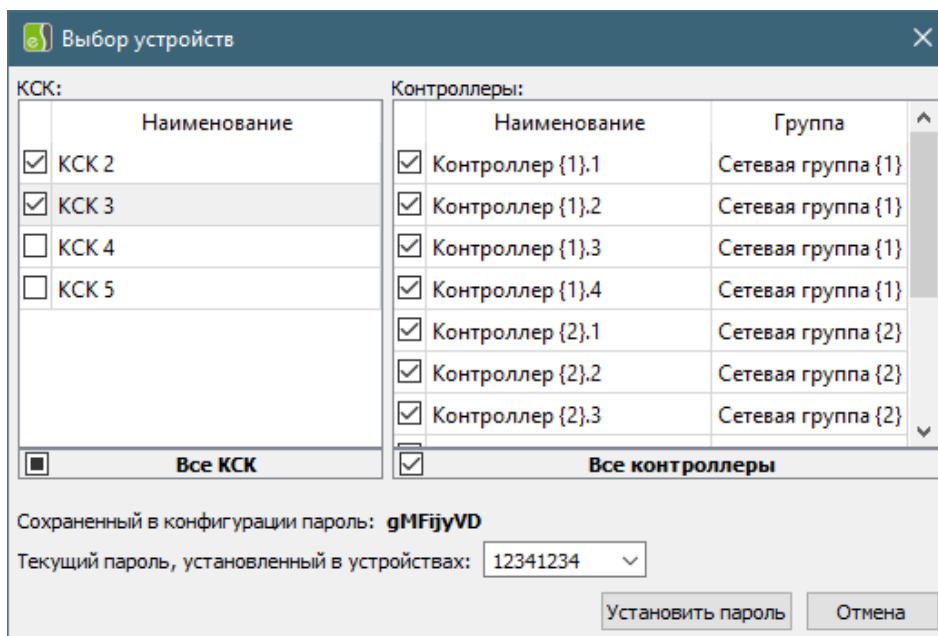 Выбор устройств
КСК:
Контроллеры:
Наименование
КСК 2
КСК 3
КСК 4
КСК 5
Все КСК
Наименование Группа
Контроллер {1}.1 Сетевая группа {1}
Контроллер {1}.2 Сетевая группа {1}
Контроллер {1}.3 Сетевая группа {1}
Контроллер {1}.4 Сетевая группа {1}
Контроллер {2}.1 Сетевая группа {2}
Контроллер {2}.2 Сетевая группа {2}
Контроллер {2}.3 Сетевая группа {2}
Все контроллеры
Сохраненный в конфигурации пароль: gMFijyVD
Текущий пароль, установленный в устройствах: 12341234
Установить пароль Отмена